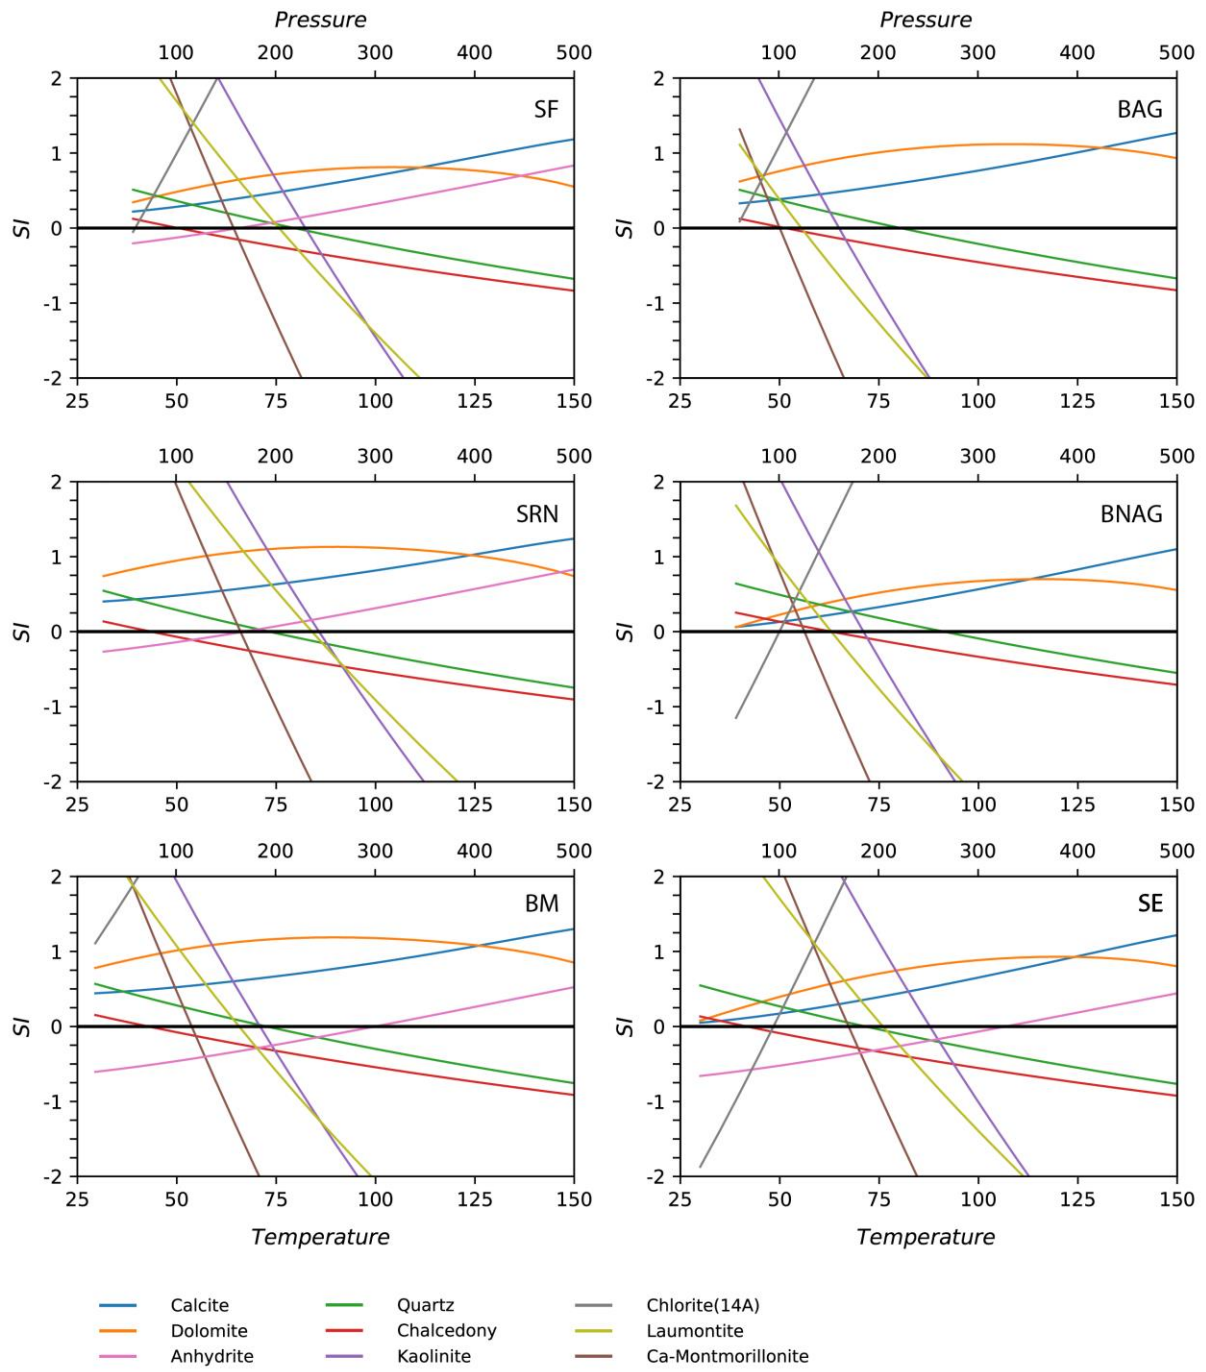 Pressure Pressure
100 200 300 400 500 100 200 300 400 500
2
SF BAG
1
SI 0 SI 0
-1
-2 -2
25 50 75 100 125 150 25 50 75 100 125 150
100 200 300 400 500 100 200 300 400 500
2 2
SRN BNAG
1 1
SI 0 SI 0
-1 -1
-2 -2
25 50 75 100 125 150 25 50 75 100 125 150
100 200 300 400 500 100 200 300 400 500
2 2
BM SE
1 1
SI 0 SI 0
-1 -1
-2 -2
25 50 75 100 125 150 25 50 75 100 125 150
Temperature Temperature
Calcite Quartz Chlorite(14A)
Dolomite Chalcedony Laumontite
Anhydrite Kaolinite Ca-Montmorillonite